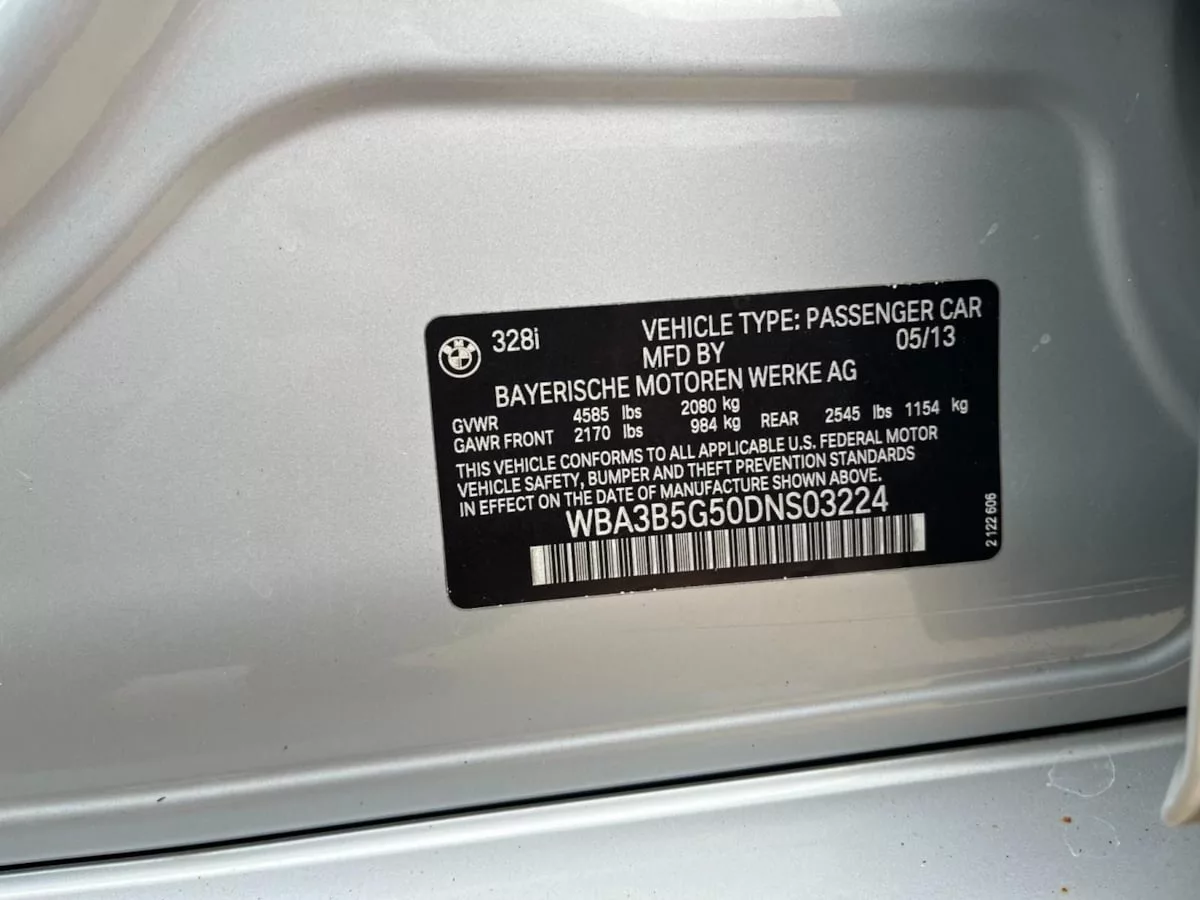 328i VEHICLE TYPE: PASSENGER CAR
MFD BY 05/13
BAYERISCHE MOTOREN WERKE AG
GVWR 4585 lbs 2080 kg
GAWR FRONT 2170 lbs 984 kg REAR 2545 lbs 1154 kg
THIS VEHICLE CONFORMS TO ALL APPLICABLE U.S. FEDERAL MOTOR
VEHICLE SAFETY, BUMPER AND THEFT PREVENTION STANDARDS
IN EFFECT ON THE DATE OF MANUFACTURE SHOWN ABOVE.
WBA3B5G50DNS03224
2 122 606